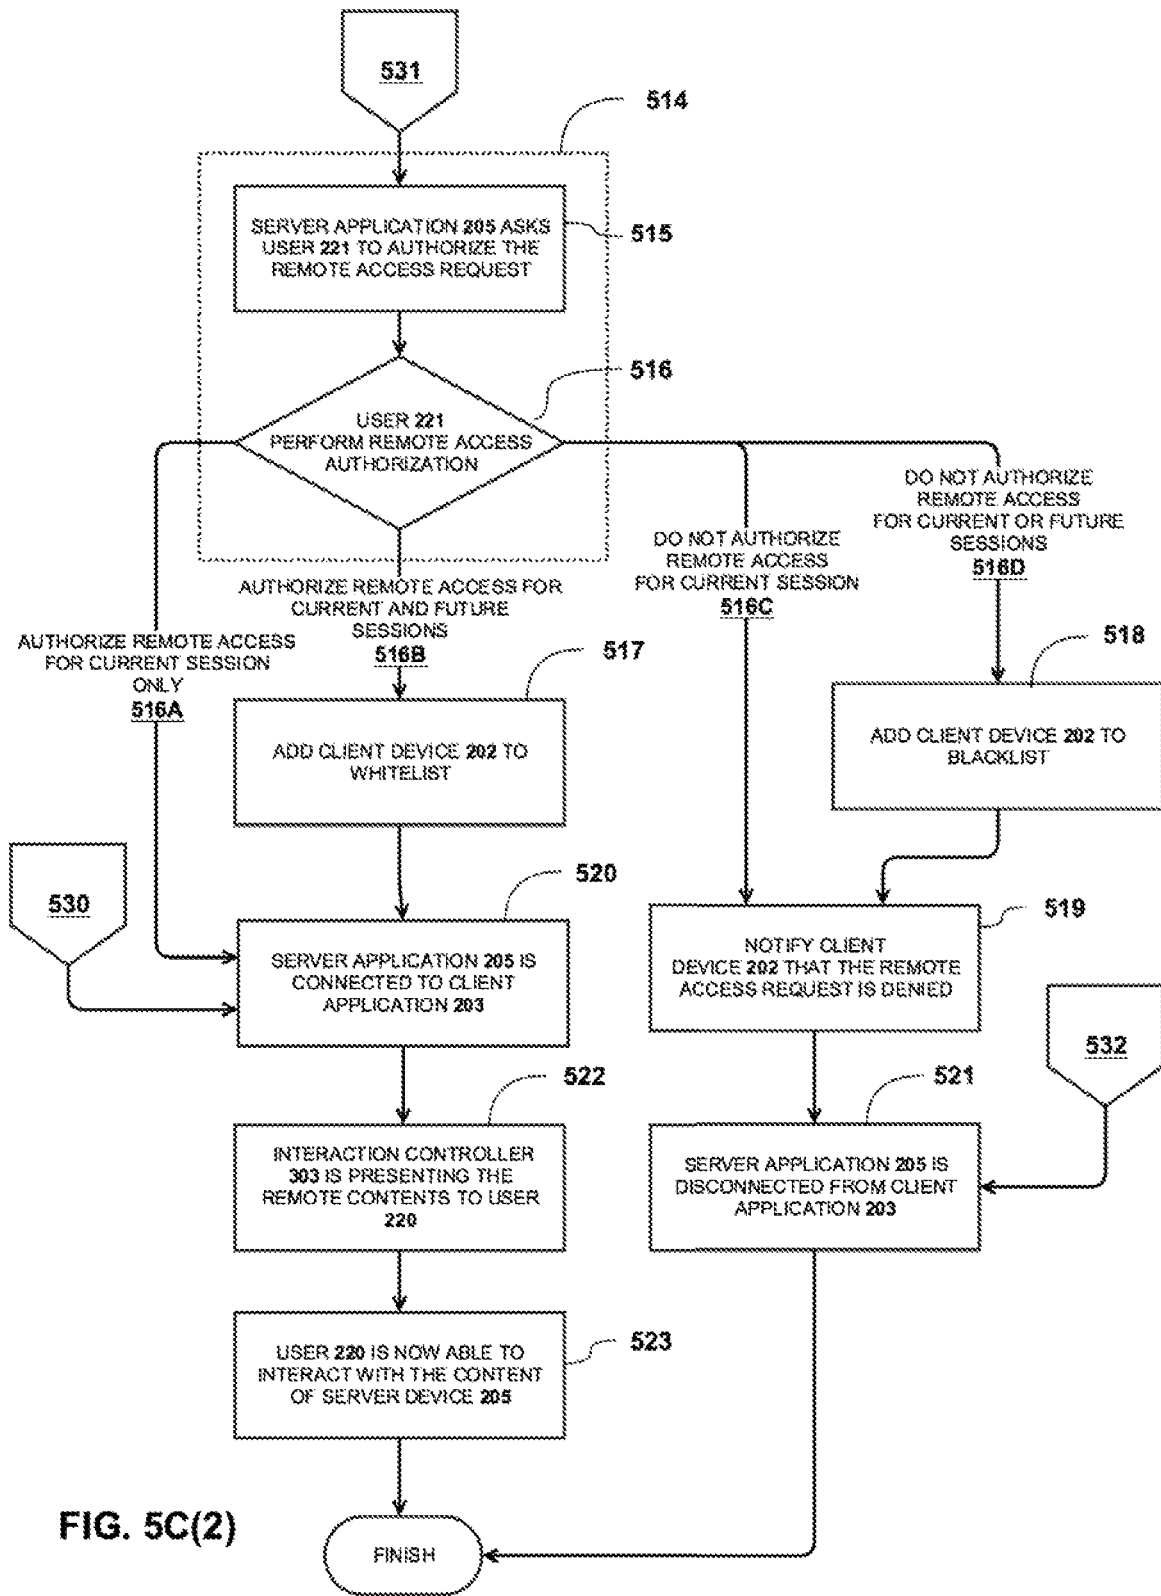 531
514
SERVER APPLICATION 205 ASKS
USER 221 TO AUTHORIZE THE
REMOTE ACCESS REQUEST
515
516
USER 221
PERFORM REMOTE ACCESS
AUTHORIZATION
AUTHORIZE REMOTE ACCESS
FOR CURRENT SESSION
ONLY
516A
AUTHORIZE REMOTE ACCESS FOR
CURRENT AND FUTURE
SESSIONS
516B
DO NOT AUTHORIZE
REMOTE ACCESS
FOR CURRENT SESSION
516C
DO NOT AUTHORIZE
REMOTE ACCESS
FOR CURRENT OR FUTURE
SESSIONS
516D
517
ADD CLIENT DEVICE 202 TO
WHITELIST
518
ADD CLIENT DEVICE 202 TO
BLACKLIST
530
520
SERVER APPLICATION 205 IS
CONNECTED TO CLIENT
APPLICATION 203
519
NOTIFY CLIENT
DEVICE 202 THAT THE REMOTE
ACCESS REQUEST IS DENIED
532
522
INTERACTION CONTROLLER
303 IS PRESENTING THE
REMOTE CONTENTS TO USER
220
521
SERVER APPLICATION 205 IS
DISCONNECTED FROM CLIENT
APPLICATION 203
523
USER 220 IS NOW ABLE TO
INTERACT WITH THE CONTENT
OF SERVER DEVICE 205
FINISH
FIG. 5C(2)